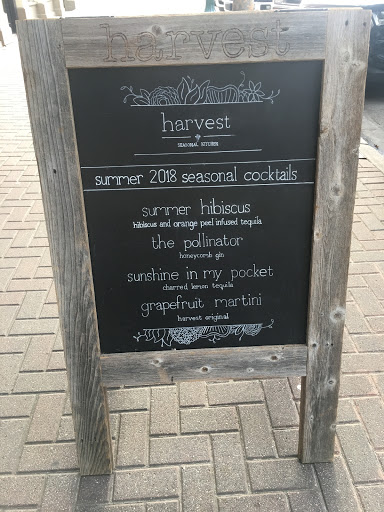 harvest
harvest
SEASONAL KITCHEN
summer 2018 seasonal cocktails
summer hibiscus
hibiscus and orange peel infused tequila
the pollinator
honeycomb gin
sunshine in my pocket
charred lemon tequila
grapefruit martini
harvest original